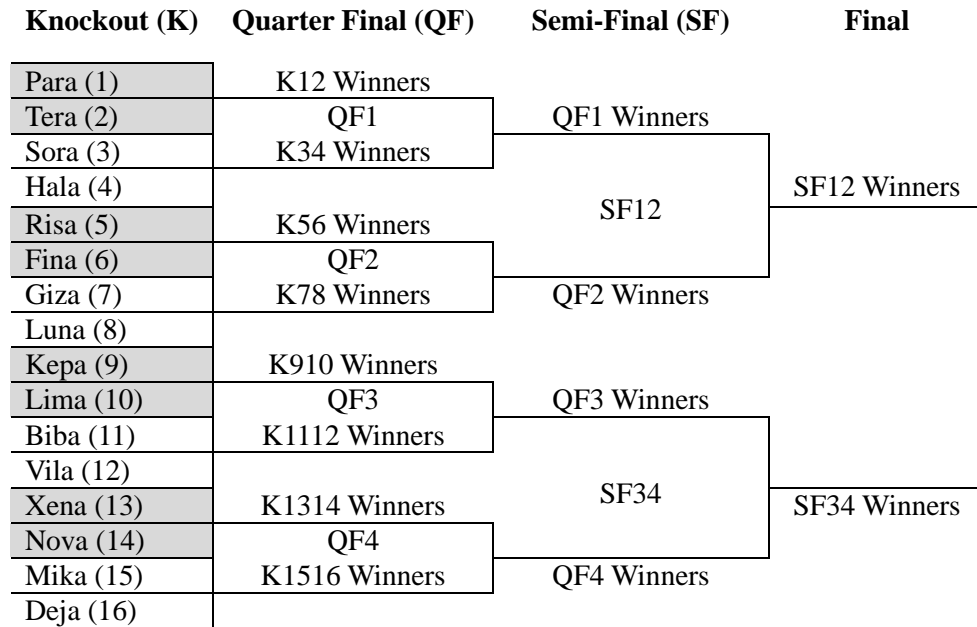 Knockout (K) Quarter Final (QF) Semi-Final (SF) Final
Para (1) K12 Winners
Tera (2) QF1 QF1 Winners
Sora (3) K34 Winners
Hala (4) SF12 Winners
SF12
Risa (5) K56 Winners
Fina (6) QF2
Giza (7) K78 Winners QF2 Winners
Luna (8)
Kepa (9) K910 Winners
Lima (10) QF3 QF3 Winners
Biba (11) K1112 Winners
Vila (12)
SF34
Xena (13) K1314 Winners SF34 Winners
Nova (14) QF4
Mika (15) K1516 Winners QF4 Winners
Deja (16)